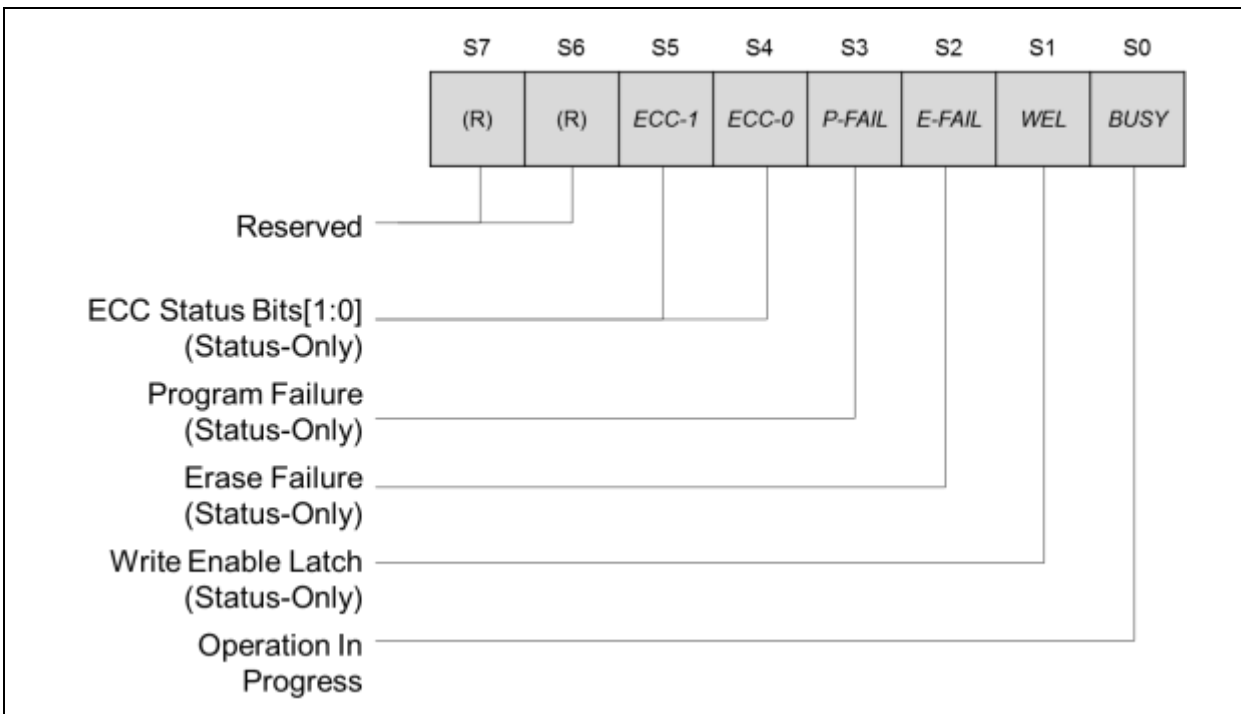 S7 S6 S5 S4 S3 S2 S1 S0
(R) (R) ECC-1 ECC-0 P-FAIL E-FAIL WEL BUSY
Reserved
ECC Status Bits[1:0]
(Status-Only)
Program Failure
(Status-Only)
Erase Failure
(Status-Only)
Write Enable Latch
(Status-Only)
Operation In
Progress